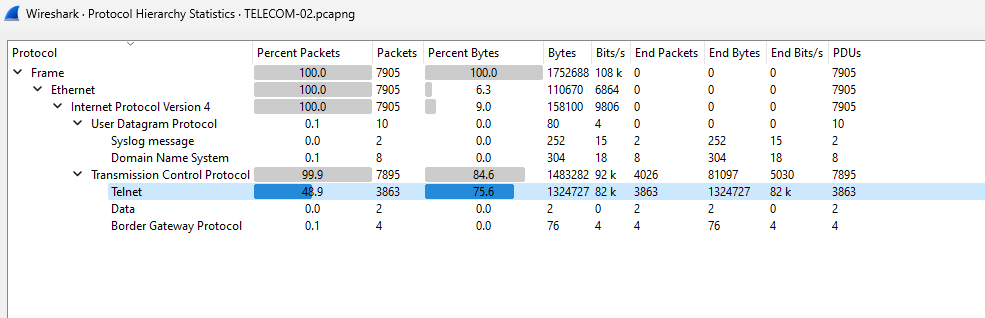 Wireshark · Protocol Hierarchy Statistics · TELECOM-02.pcapng
Protocol Percent Packets Packets Percent Bytes Bytes Bits/s End Packets End Bytes End Bits/s PDUs
Frame 100.0 7905 100.0 1752688 108 k 0 0 0 7905
Ethernet 100.0 7905 6.3 110670 6864 0 0 0 7905
Internet Protocol Version 4 100.0 7905 9.0 158100 9806 0 0 0 7905
User Datagram Protocol 0.1 10 0.0 80 4 0 0 0 10
Syslog message 0.0 2 0.0 252 15 2 252 15 2
Domain Name System 0.1 8 0.0 304 18 8 304 18 8
Transmission Control Protocol 99.9 7895 84.6 1483282 92 k 4026 81097 5030 7895
Telnet 48.9 3863 75.6 1324727 82 k 3863 1324727 82 k 3863
Data 0.0 2 0.0 2 0 2 2 0 2
Border Gateway Protocol 0.1 4 0.0 76 4 4 76 4 4